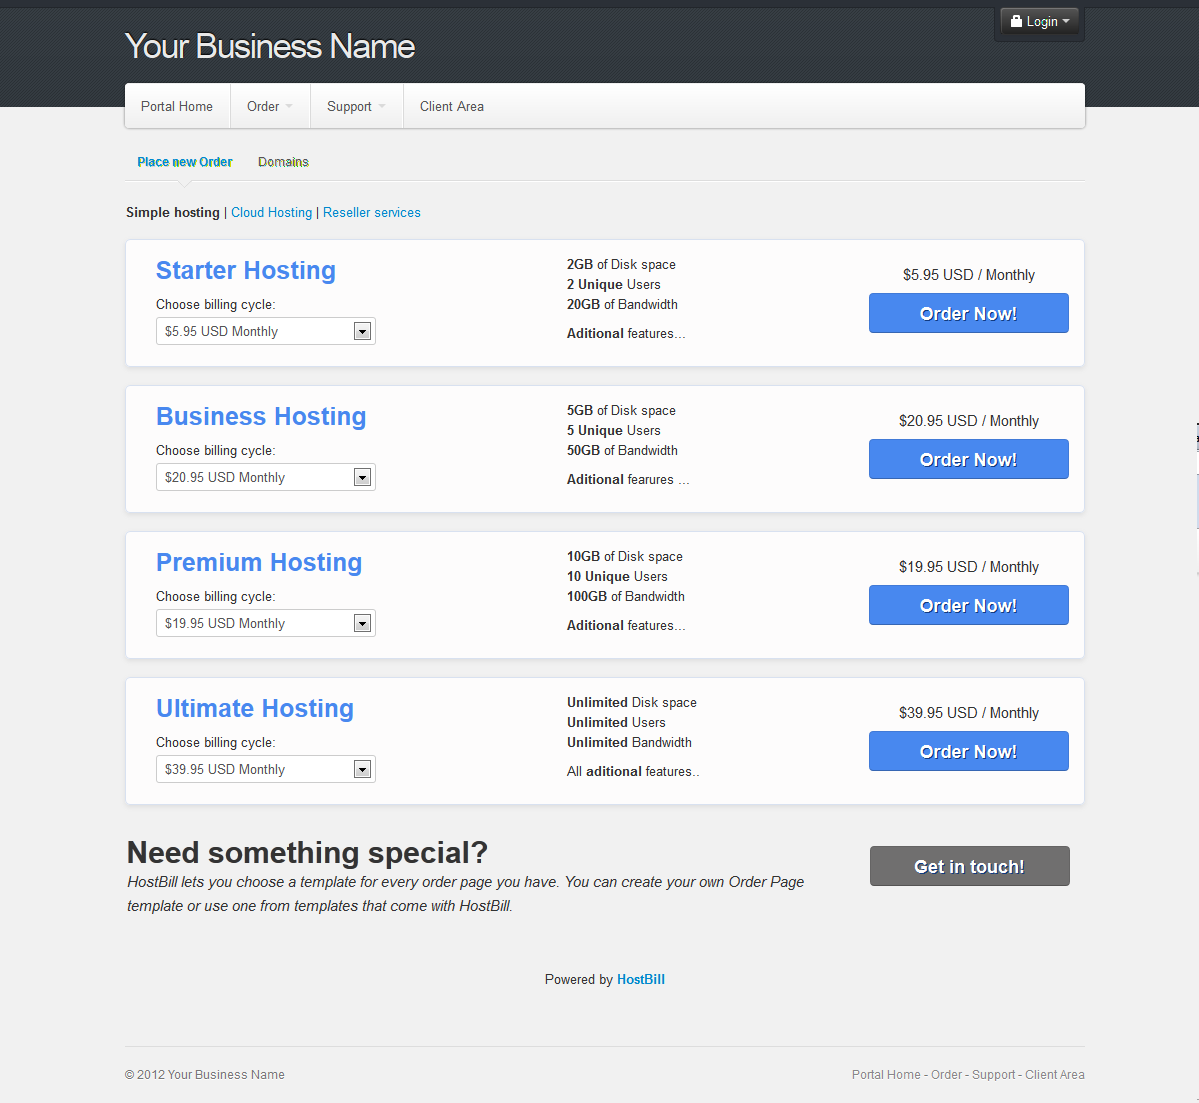 Login
Your Business Name
Portal Home Order Support Client Area
Place new Order Domains
Simple hosting | Cloud Hosting | Reseller services
Starter Hosting
Choose billing cycle:
$5.95 USD Monthly
2GB of Disk space
2 Unique Users
20GB of Bandwidth
Aditional features...
$5.95 USD / Monthly
Order Now!
Business Hosting
Choose billing cycle:
$20.95 USD Monthly
5GB of Disk space
5 Unique Users
50GB of Bandwidth
Aditional fearures ...
$20.95 USD / Monthly
Order Now!
Premium Hosting
Choose billing cycle:
$19.95 USD Monthly
10GB of Disk space
10 Unique Users
100GB of Bandwidth
Aditional features...
$19.95 USD / Monthly
Order Now!
Ultimate Hosting
Choose billing cycle:
$39.95 USD Monthly
Unlimited Disk space
Unlimited Users
Unlimited Bandwidth
All aditional features..
$39.95 USD / Monthly
Order Now!
Need something special?
HostBill lets you choose a template for every order page you have. You can create your own Order Page
template or use one from templates that come with HostBill.
Get in touch!
Powered by HostBill
© 2012 Your Business Name
Portal Home - Order - Support - Client Area